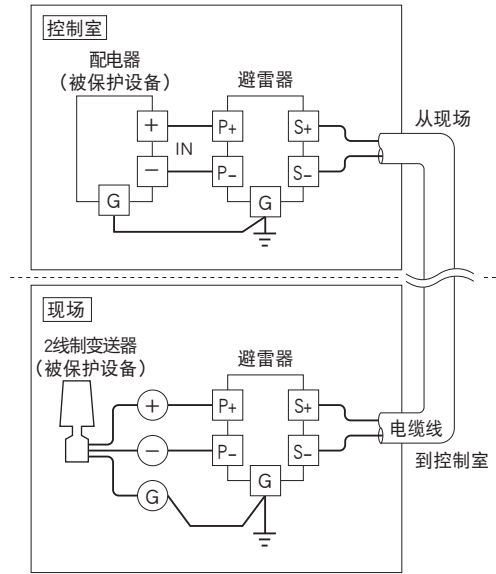 控制室
配电器
（被保护设备）
避雷器
+
IN
−
G
P+
P−
S+
S−
G
从现场
现场
2线制变送器
（被保护设备）
避雷器
+
−
G
P+
P−
S+
S−
G
电缆线
到控制室